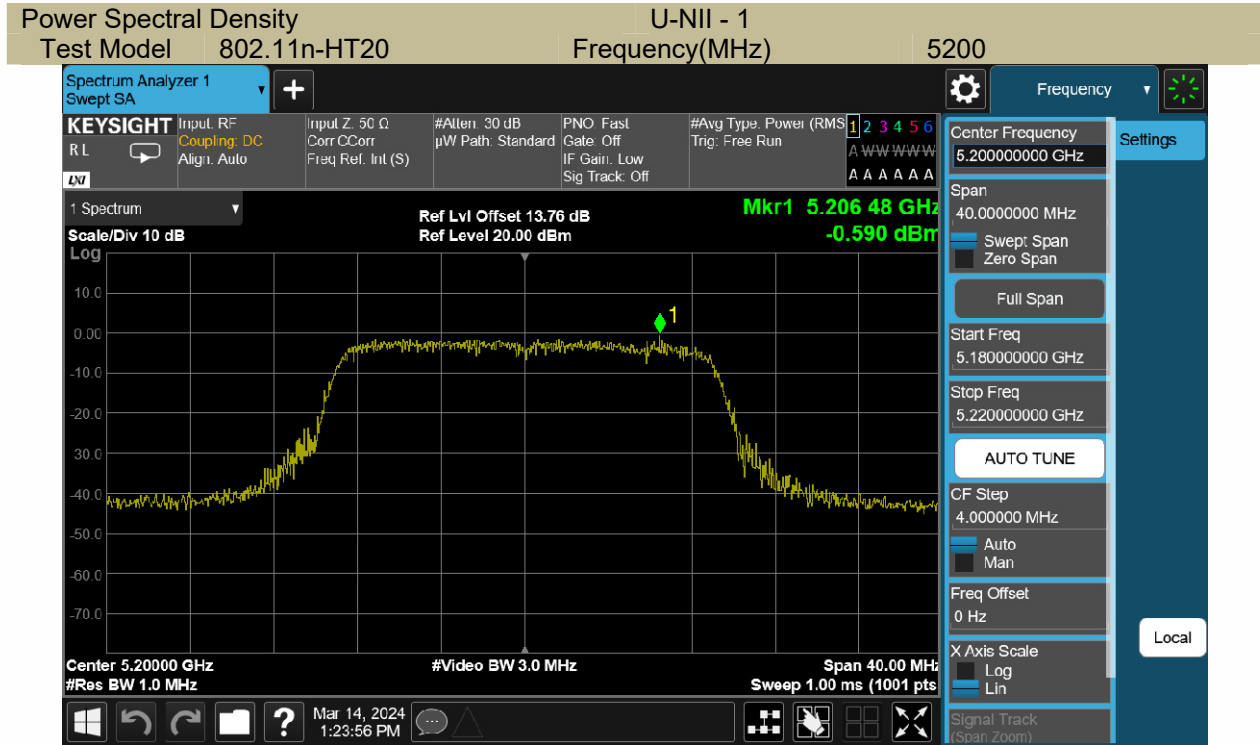 Power Spectral Density U-NII - 1
Test Model 802.11n-HT20 Frequency(MHz) 5200
Spectrum Analyzer 1
Swept SA
+
Frequency
KEYSIGHT
R L
LXI
Input: RF
Coupling: DC
Align: Auto
Input Z: 50 Ω
Corr CCorr
Freq Ref: Int (S)
#Atten: 30 dB
µW Path: Standard
PNO: Fast
Gate: Off
IF Gain: Low
Sig Track: Off
#Avg Type: Power (RMS
Trig: Free Run
1 2 3 4 5 6
A W W W W W
A A A A A A
1 Spectrum
Scale/Div 10 dB
Log
Ref Lvl Offset 13.76 dB
Ref Level 20.00 dBm
Mkr1 5.206 48 GHz
-0.590 dBm
10.0
0.00
-10.0
-20.0
30.0
-40.0
-50.0
-60.0
-70.0
1
Center 5.20000 GHz
#Res BW 1.0 MHz
#Video BW 3.0 MHz
Span 40.00 MHz
Sweep 1.00 ms (1001 pts
Center Frequency
5.200000000 GHz
Settings
Span
40.0000000 MHz
Swept Span
Zero Span
Full Span
Start Freq
5.180000000 GHz
Stop Freq
5.220000000 GHz
AUTO TUNE
CF Step
4.000000 MHz
Auto
Man
Freq Offset
0 Hz
X Axis Scale
Log
Lin
Signal Track
(Span Zoom)
Local
?
Mar 14, 2024
1:23:56 PM